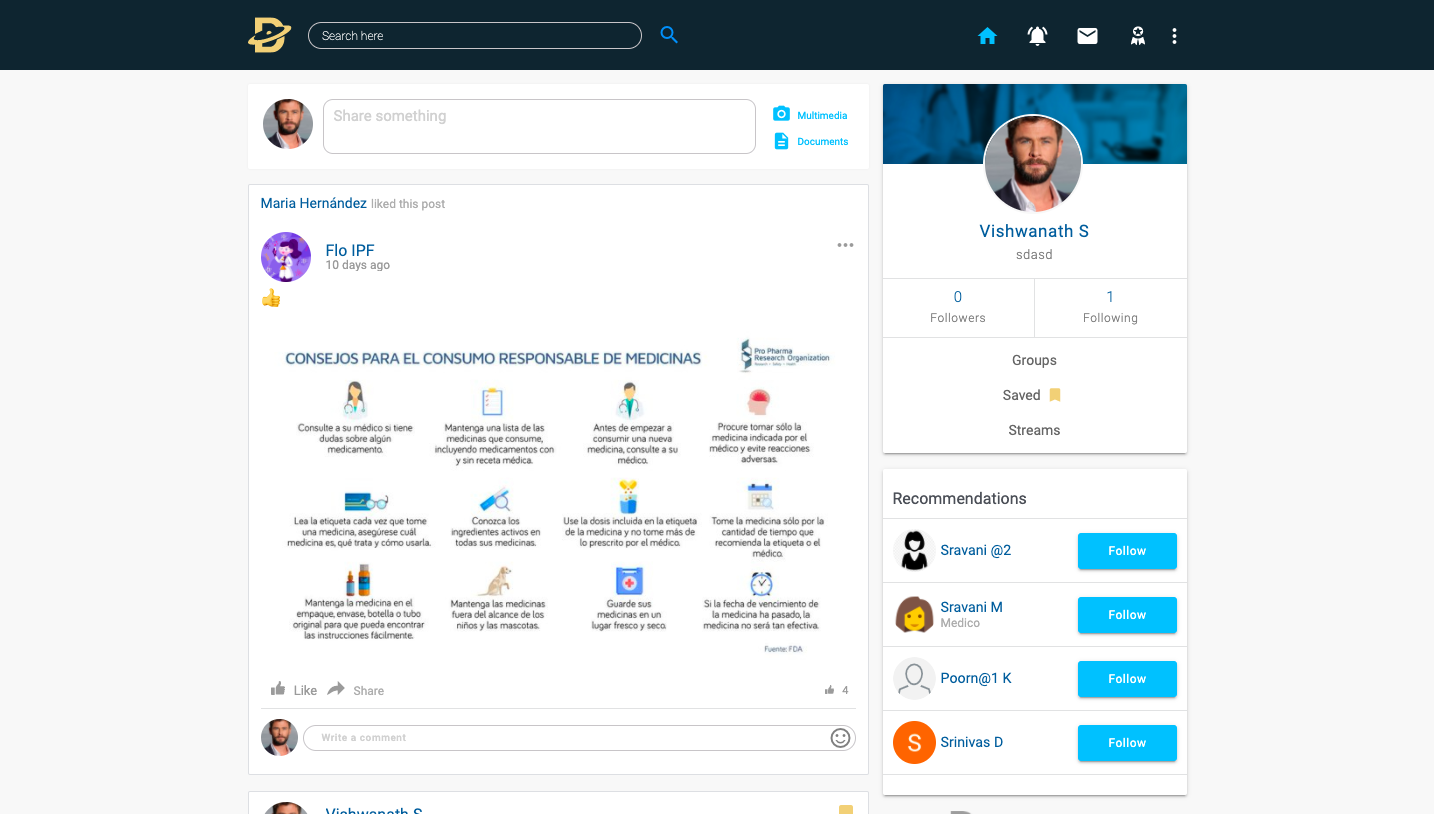 Search here
Share something
Multimedia
Documents
Maria Hernández liked this post
Flo IPF
10 days ago
CONSEJOS PARA EL CONSUMO RESPONSABLE DE MEDICINAS
Pro Pharma
Research Organization
Consulte a su médico si tiene
dudas sobre algún
medicamento.
Mantenga una lista de las
medicinas que consume,
incluyendo medicamentos con
y sin receta médica.
Antes de empezar a
consumir una nueva
medicina, consulte a su
médico.
Procure tomar sólo la
medicina indicada por el
médico y evite reacciones
adversas.
Lea la etiqueta cada vez que tome
una medicina, asegúrese cuál
medicina es, qué trata y cómo usarla.
Conozca los
ingredientes activos en
todas sus medicinas.
Use la dosis incluida en la etiqueta
de la medicina y no tome más de
lo prescrito por el médico.
Tome la medicina sólo por la
cantidad de tiempo que
recomienda la etiqueta o el
médico.
Mantenga la medicina en el
empaque, envase, botella o tubo
original para que pueda encontrar
las instrucciones fácilmente.
Mantenga las medicinas
fuera del alcance de los
niños y las mascotas.
Guarde sus
medicinas en un
lugar fresco y seco.
Si la fecha de vencimiento de
la medicina ha pasado, la
medicina no será tan efectiva.
Fuente: FDA
Like
Share
4
Write a comment
Vishwanath S
Vishwanath S
sdasd
0
Followers
1
Following
Groups
Saved
Streams
Recommendations
Sravani @2
Follow
Sravani M
Medico
Follow
Poorn@1 K
Follow
S
Srinivas D
Follow